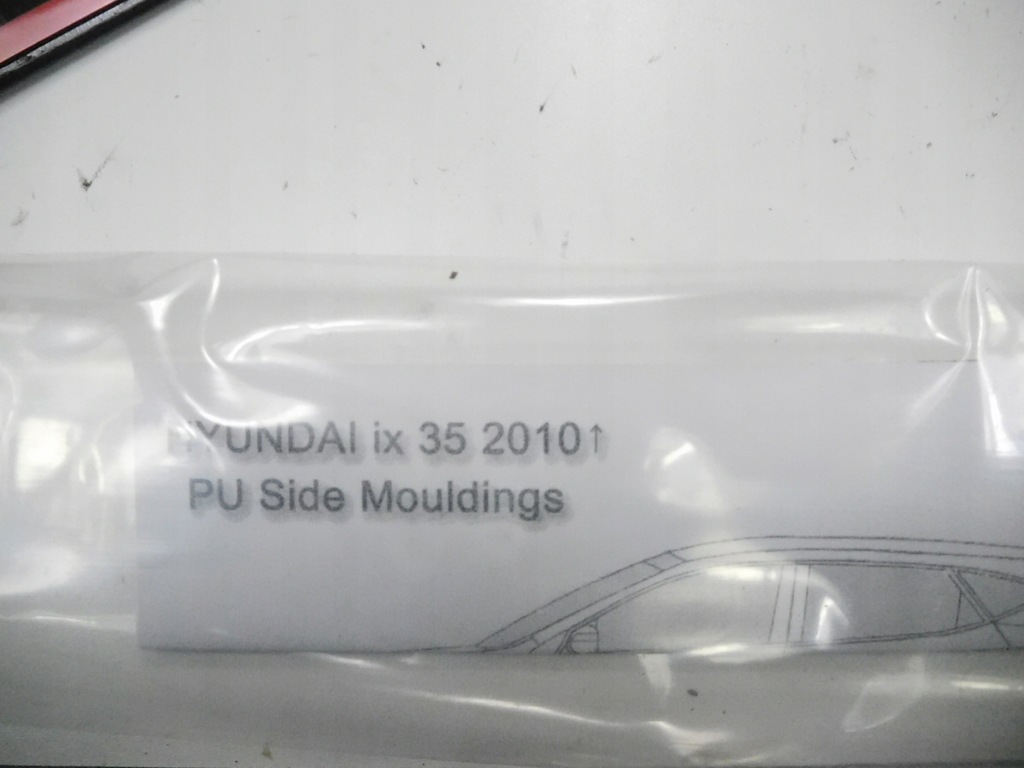 HYUNDAI ix 35 2010↑
PU Side Mouldings